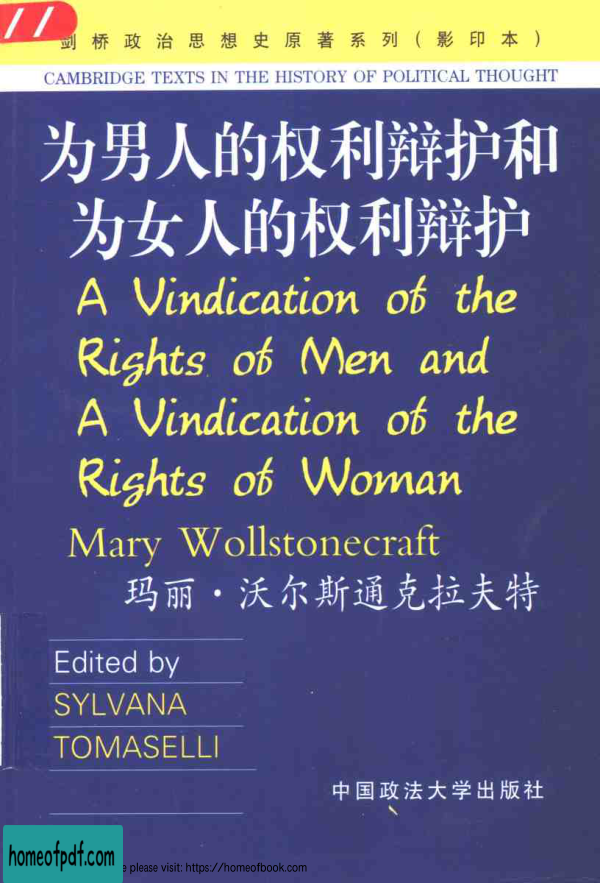 剑桥政治思想史原著系列(影印本)
CAMBRIDGE TEXTS IN THE HISTORY OF POLITICAL THOUGHT
为男人的权利辩护和
为女人的权利辩护
A Vindication of the
Rights of Men and
A Vindication of the
Rights of Woman
Mary Wollstonecraft
玛丽·沃尔斯通克拉夫特
Edited by
SYLVANA
TOMASELLI
中国政法大学出版社
homeofpdf.com
please visit: https://homeofbook.com